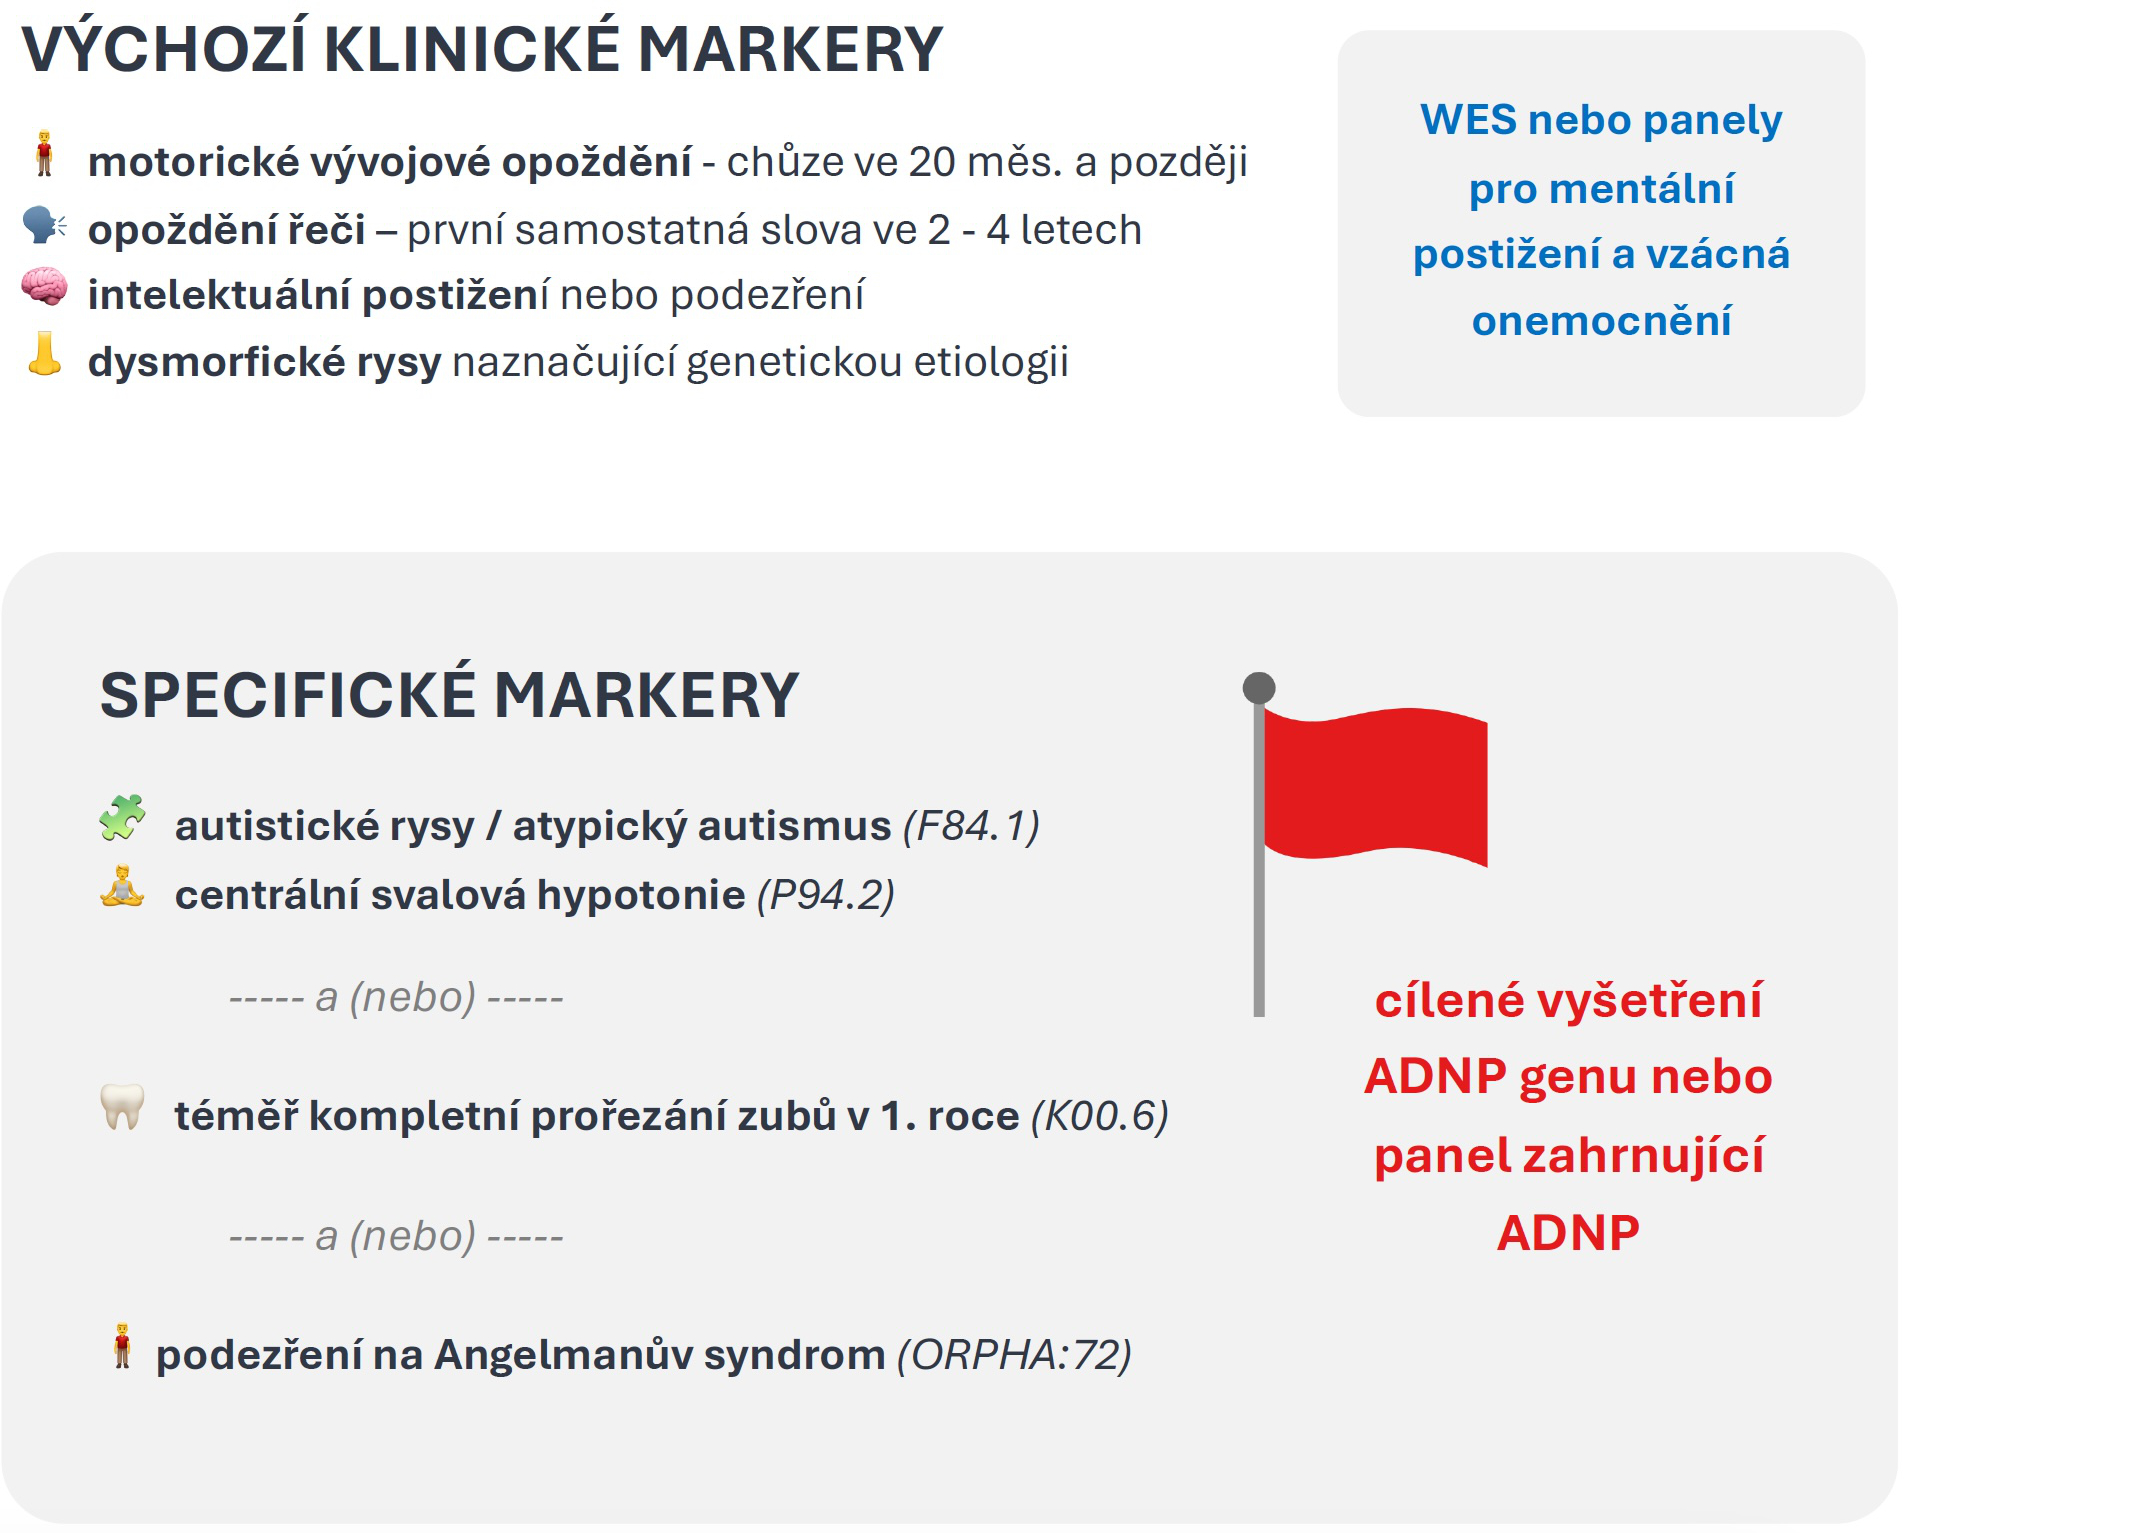 VÝCHOZÍ KLINICKÉ MARKERY
motorické vývojové opoždění - chůze ve 20 měs. a později
opoždění řeči – první samostatná slova ve 2 - 4 letech
intelektuální postižení nebo podezření
dysmorfické rysy naznačující genetickou etiologii
WES nebo panely
pro mentální
postižení a vzácná
onemocnění
SPECIFICKÉ MARKERY
autistické rysy / atypický autismus (F84.1)
centrální svalová hypotonie (P94.2)
----- a (nebo) -----
téměř kompletní prořezání zubů v 1. roce (K00.6)
----- a (nebo) -----
podezření na Angelmanův syndrom (ORPHA:72)
cílené vyšetření
ADNP genu nebo
panel zahrnující
ADNP